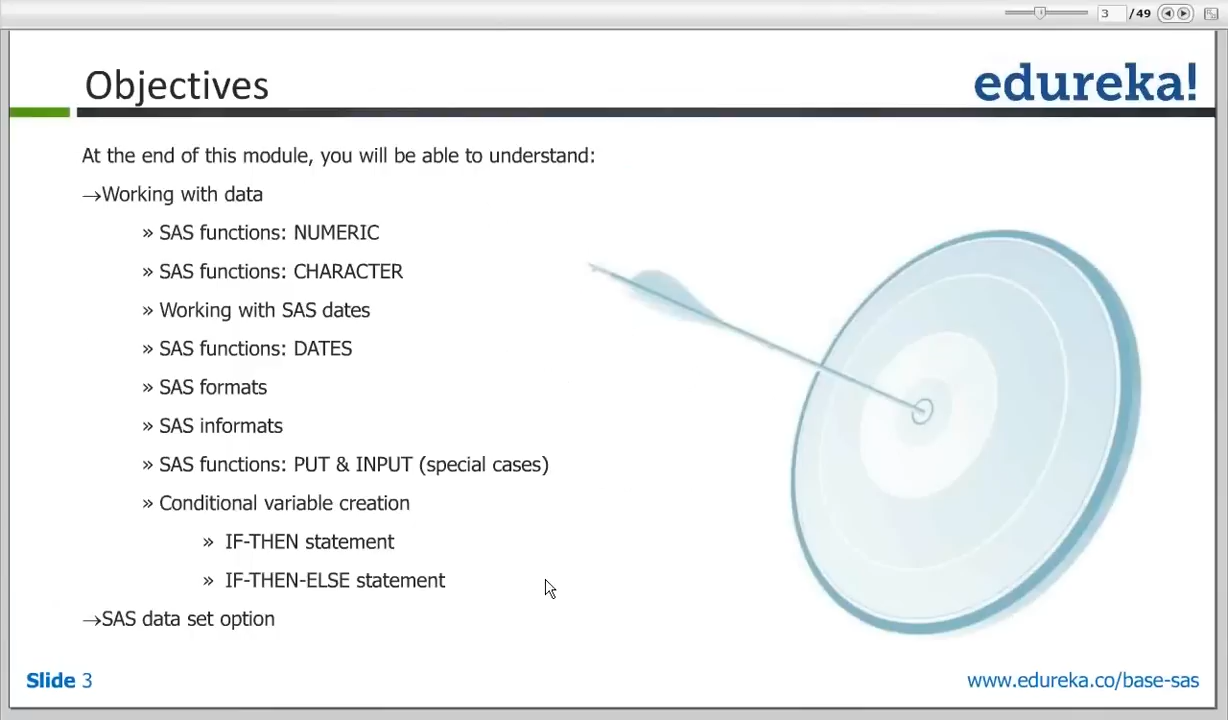 3 /49
Objectives
edureka!
At the end of this module, you will be able to understand:
→Working with data
» SAS functions: NUMERIC
» SAS functions: CHARACTER
» Working with SAS dates
» SAS functions: DATES
» SAS formats
» SAS informats
» SAS functions: PUT & INPUT (special cases)
» Conditional variable creation
» IF-THEN statement
» IF-THEN-ELSE statement
→SAS data set option
Slide 3
www.edureka.co/base-sas